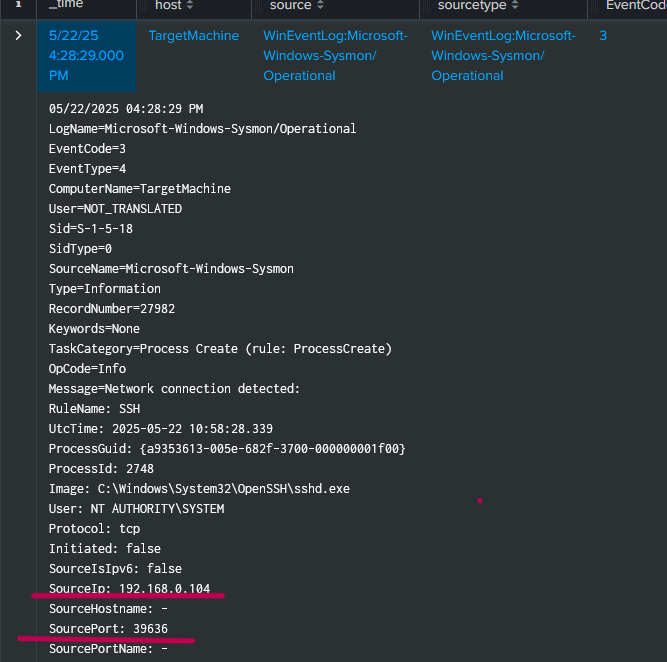 i _time host source sourcetype EventCod
5/22/25 TargetMachine WinEventLog:Microsoft- WinEventLog:Microsoft- 3
4:28:29.000 Windows-Sysmon/ Windows-Sysmon/
PM Operational Operational
05/22/2025 04:28:29 PM
LogName=Microsoft-Windows-Sysmon/Operational
EventCode=3
EventType=4
ComputerName=TargetMachine
User=NOT_TRANSLATED
Sid=S-1-5-18
SidType=0
SourceName=Microsoft-Windows-Sysmon
Type=Information
RecordNumber=27982
Keywords=None
TaskCategory=Process Create (rule: ProcessCreate)
OpCode=Info
Message=Network connection detected:
RuleName: SSH
UtcTime: 2025-05-22 10:58:28.339
ProcessGuid: {a9353613-005e-682f-3700-000000001f00}
ProcessId: 2748
Image: C:\Windows\System32\OpenSSH\sshd.exe
User: NT AUTHORITY\SYSTEM
Protocol: tcp
Initiated: false
SourceIsIpv6: false
SourceIp: 192.168.0.104
SourceHostname: -
SourcePort: 39636
SourcePortName: -